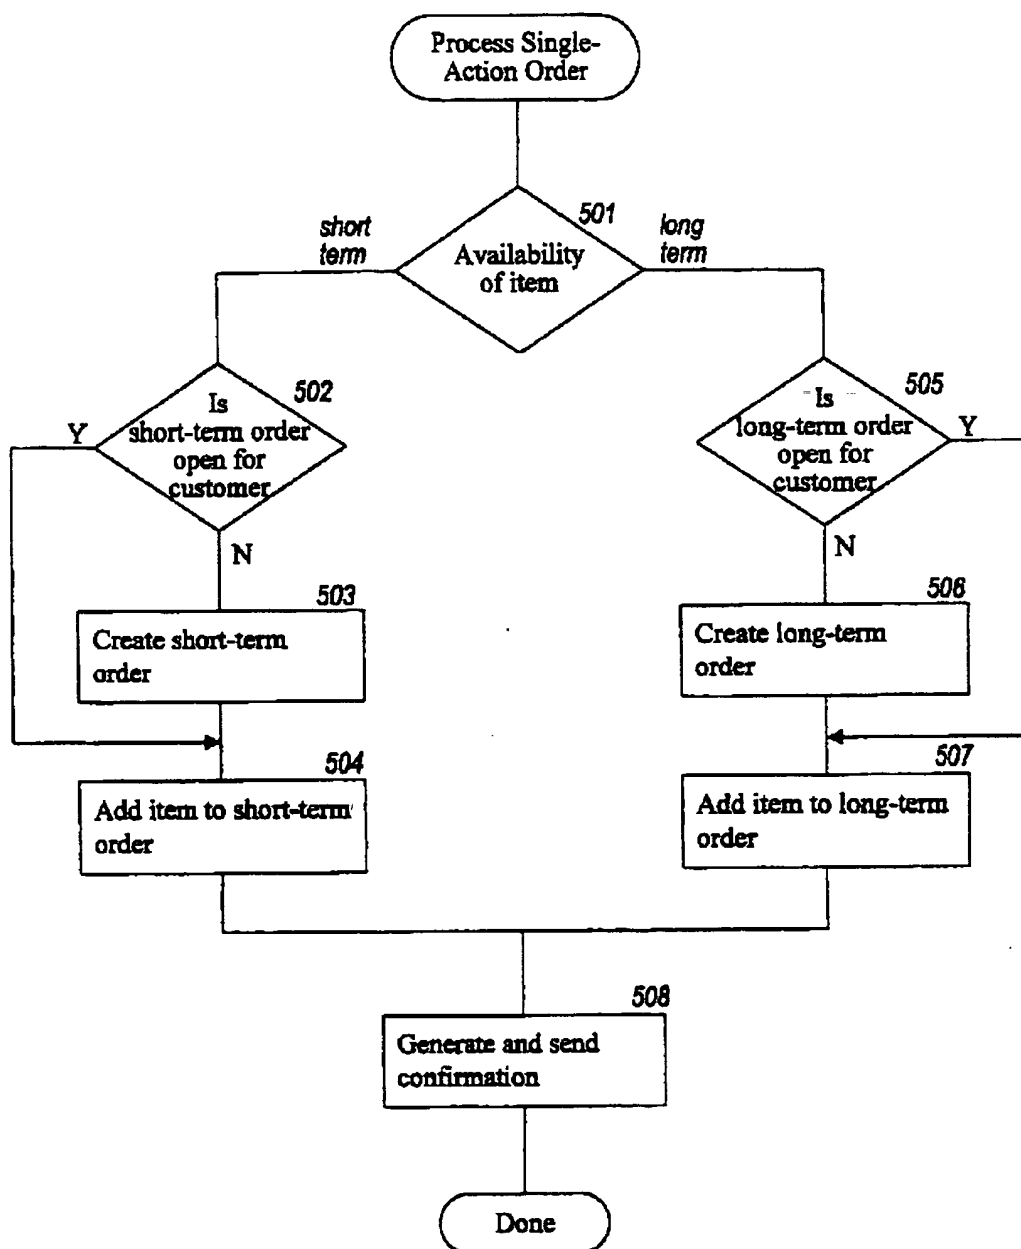 Process Single-
Action Order
501
short
term
long
term
Availability
of item
502
Y
Is
short-term order
open for
customer
N
505
Is
long-term order
open for
customer
Y
N
503
Create short-term
order
506
Create long-term
order
504
Add item to short-term
order
507
Add item to long-term
order
508
Generate and send
confirmation
Done